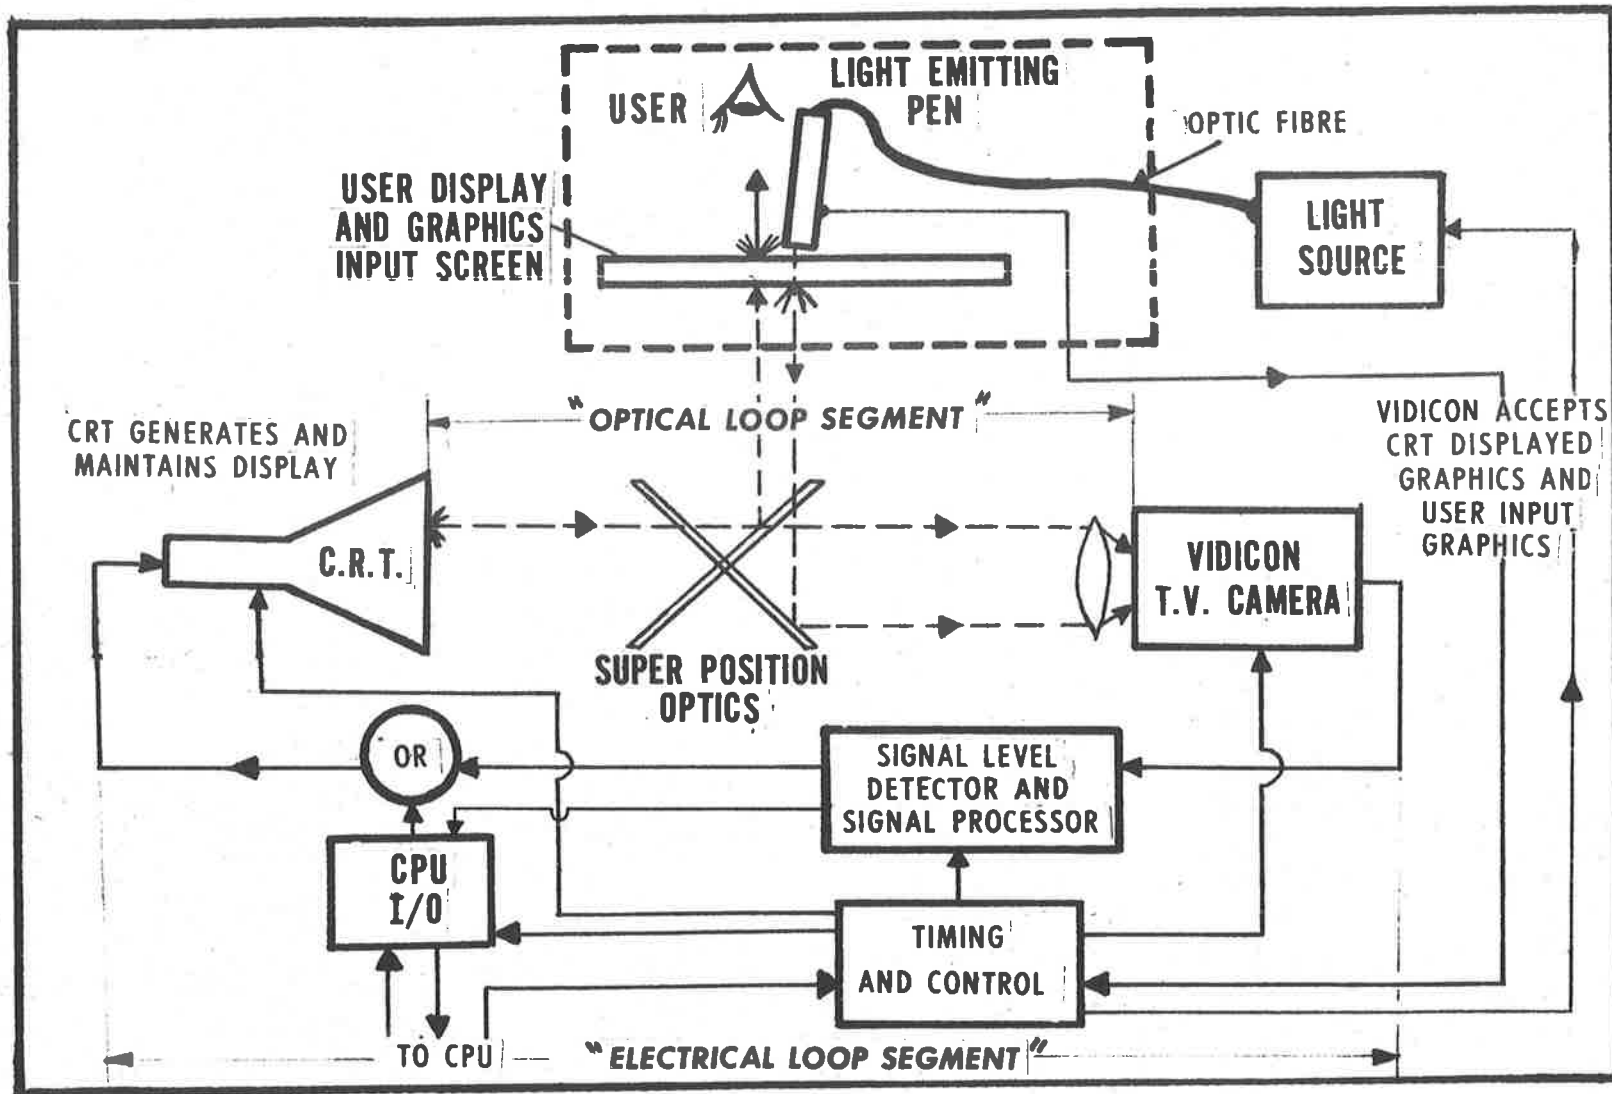 LIGHT EMITTING
PEN
USER
OPTIC FIBRE
USER DISPLAY
AND GRAPHICS
INPUT SCREEN
LIGHT
SOURCE
"OPTICAL LOOP SEGMENT"
CRT GENERATES AND
MAINTAINS DISPLAY
VIDICON ACCEPTS
CRT DISPLAYED
GRAPHICS AND
USER INPUT
GRAPHICS
C.R.T.
VIDICON
T.V. CAMERA
SUPER POSITION
OPTICS
OR
SIGNAL LEVEL
DETECTOR AND
SIGNAL PROCESSOR
CPU
I/O
TIMING
AND CONTROL
TO CPU
"ELECTRICAL LOOP SEGMENT"